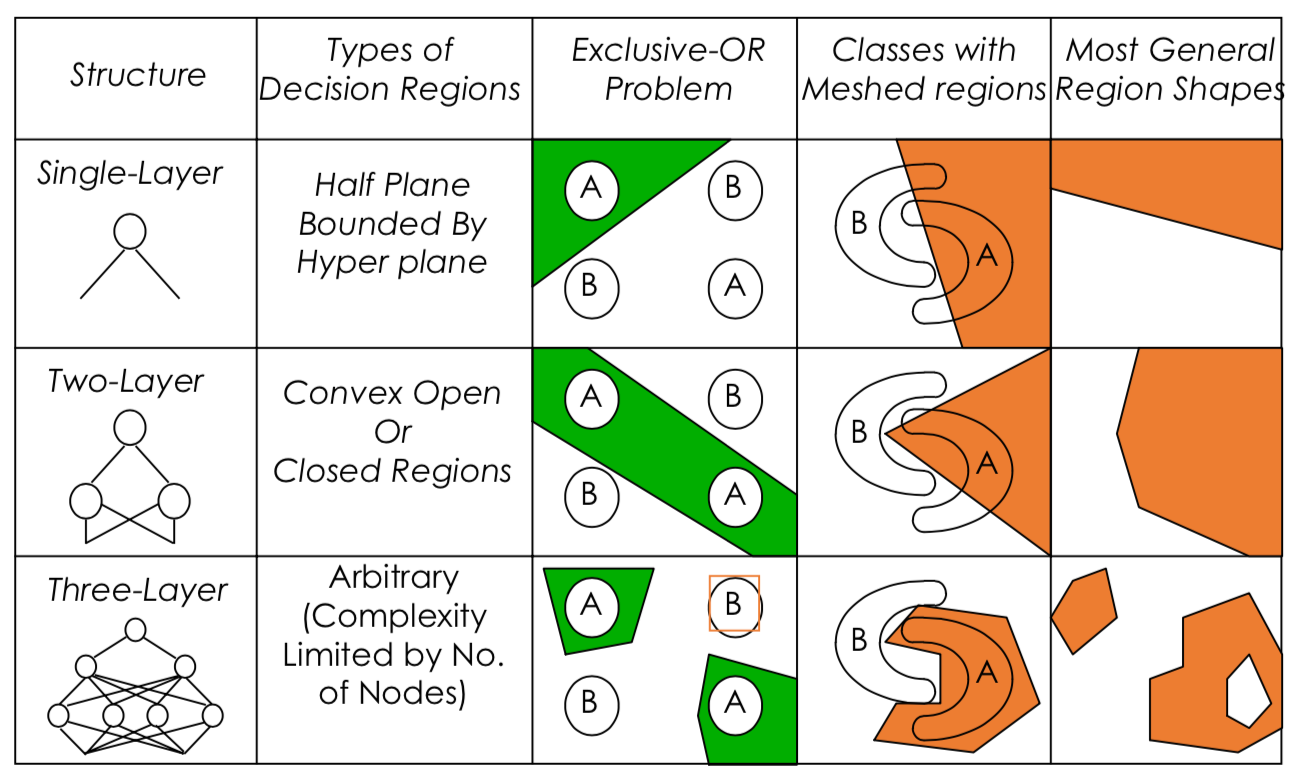 Structure
Types of
Decision Regions
Exclusive-OR
Problem
Classes with
Meshed regions
Most General
Region Shapes
Single-Layer
Half Plane
Bounded By
Hyper plane
A
B
B
A
B
A
Two-Layer
Convex Open
Or
Closed Regions
A
B
B
A
B
A
Three-Layer
Arbitrary
(Complexity
Limited by No.
of Nodes)
A
B
B
A
B
A